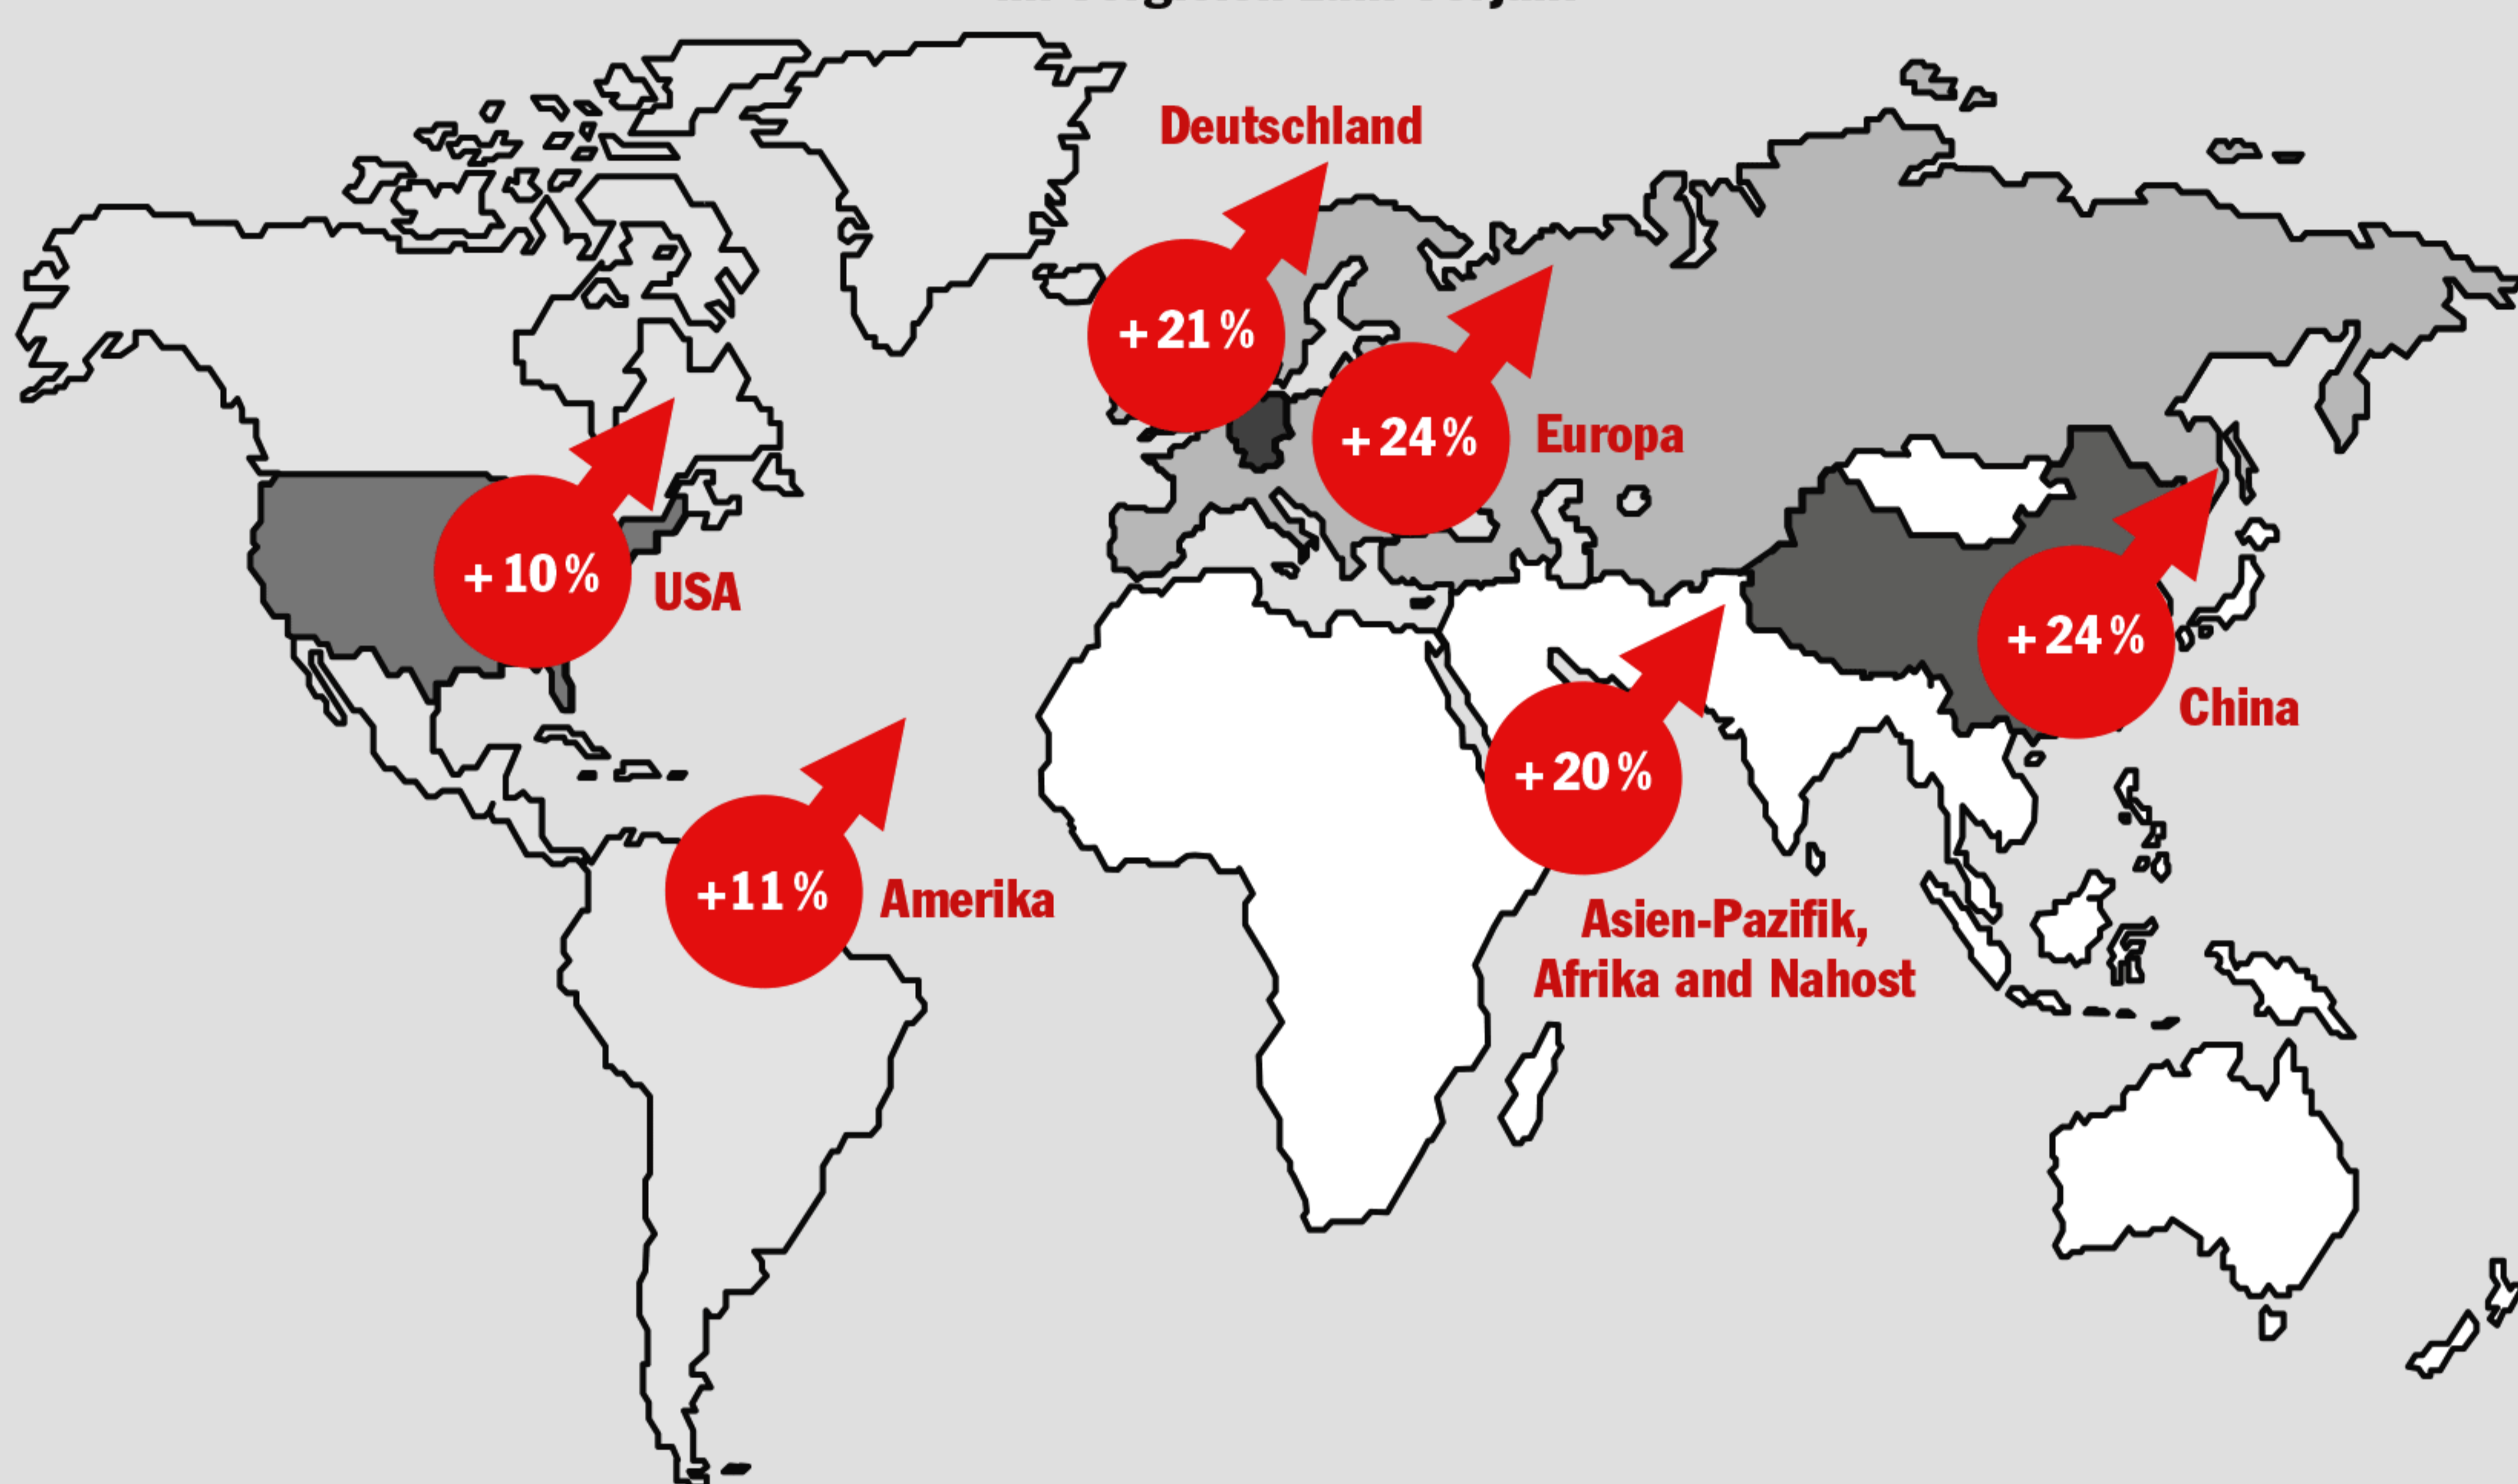 Deutschland
+ 21 %
+ 24 %
Europa
+ 10 %
USA
+ 24 %
China
+ 20 %
Asien-Pazifik,
Afrika and Nahost
+11 %
Amerika